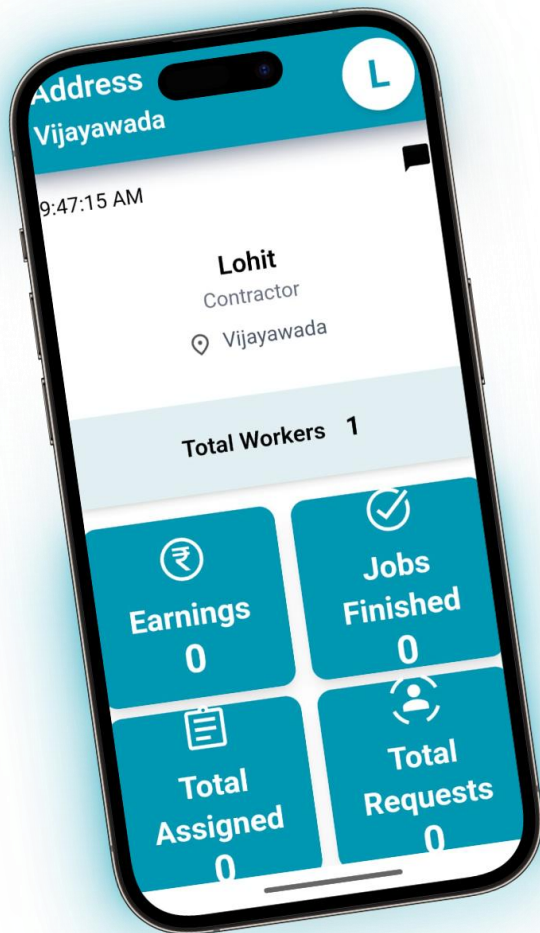 Address
Vijayawada
L
9:47:15 AM
Lohit
Contractor
Vijayawada
Total Workers 1
₹
Earnings
0
Jobs
Finished
0
Total
Assigned
0
Total
Requests
0